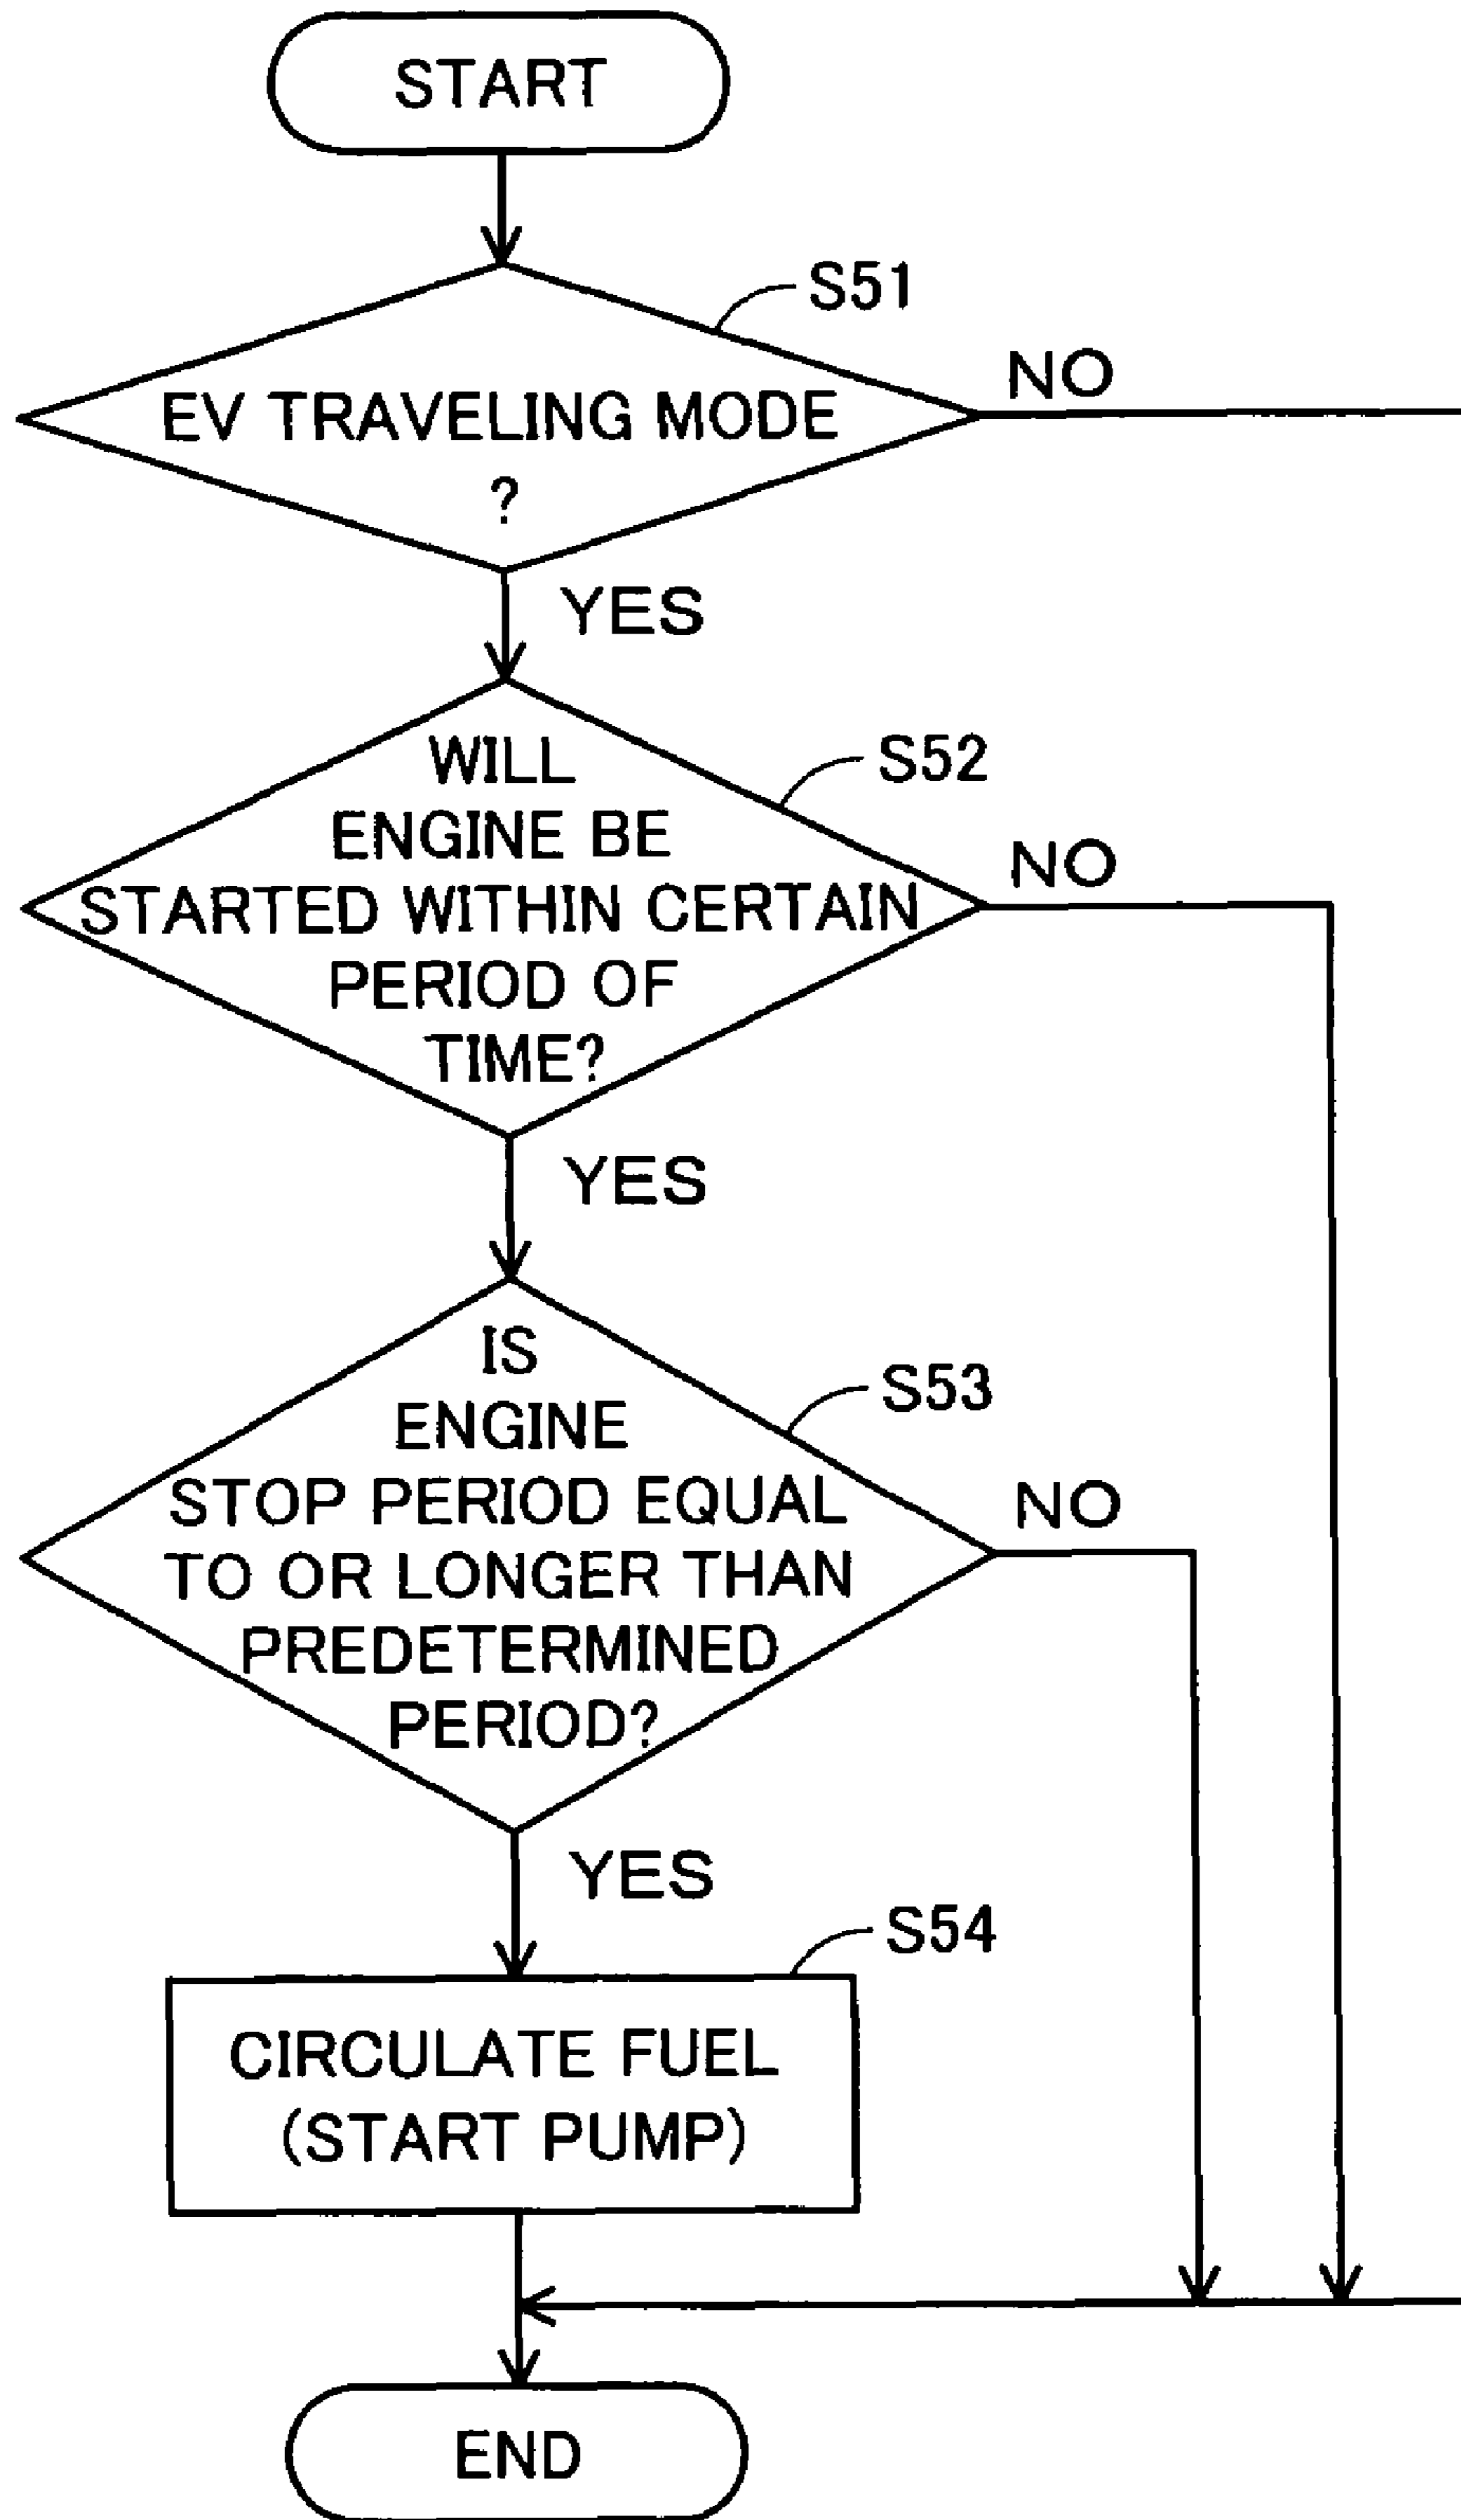 START
S51
EV TRAVELING MODE
?
NO
YES
S52
WILL
ENGINE BE
STARTED WITHIN CERTAIN
PERIOD OF
TIME?
NO
YES
S53
IS
ENGINE
STOP PERIOD EQUAL
TO OR LONGER THAN
PREDETERMINED
PERIOD?
NO
YES
S54
CIRCULATE FUEL
(START PUMP)
END